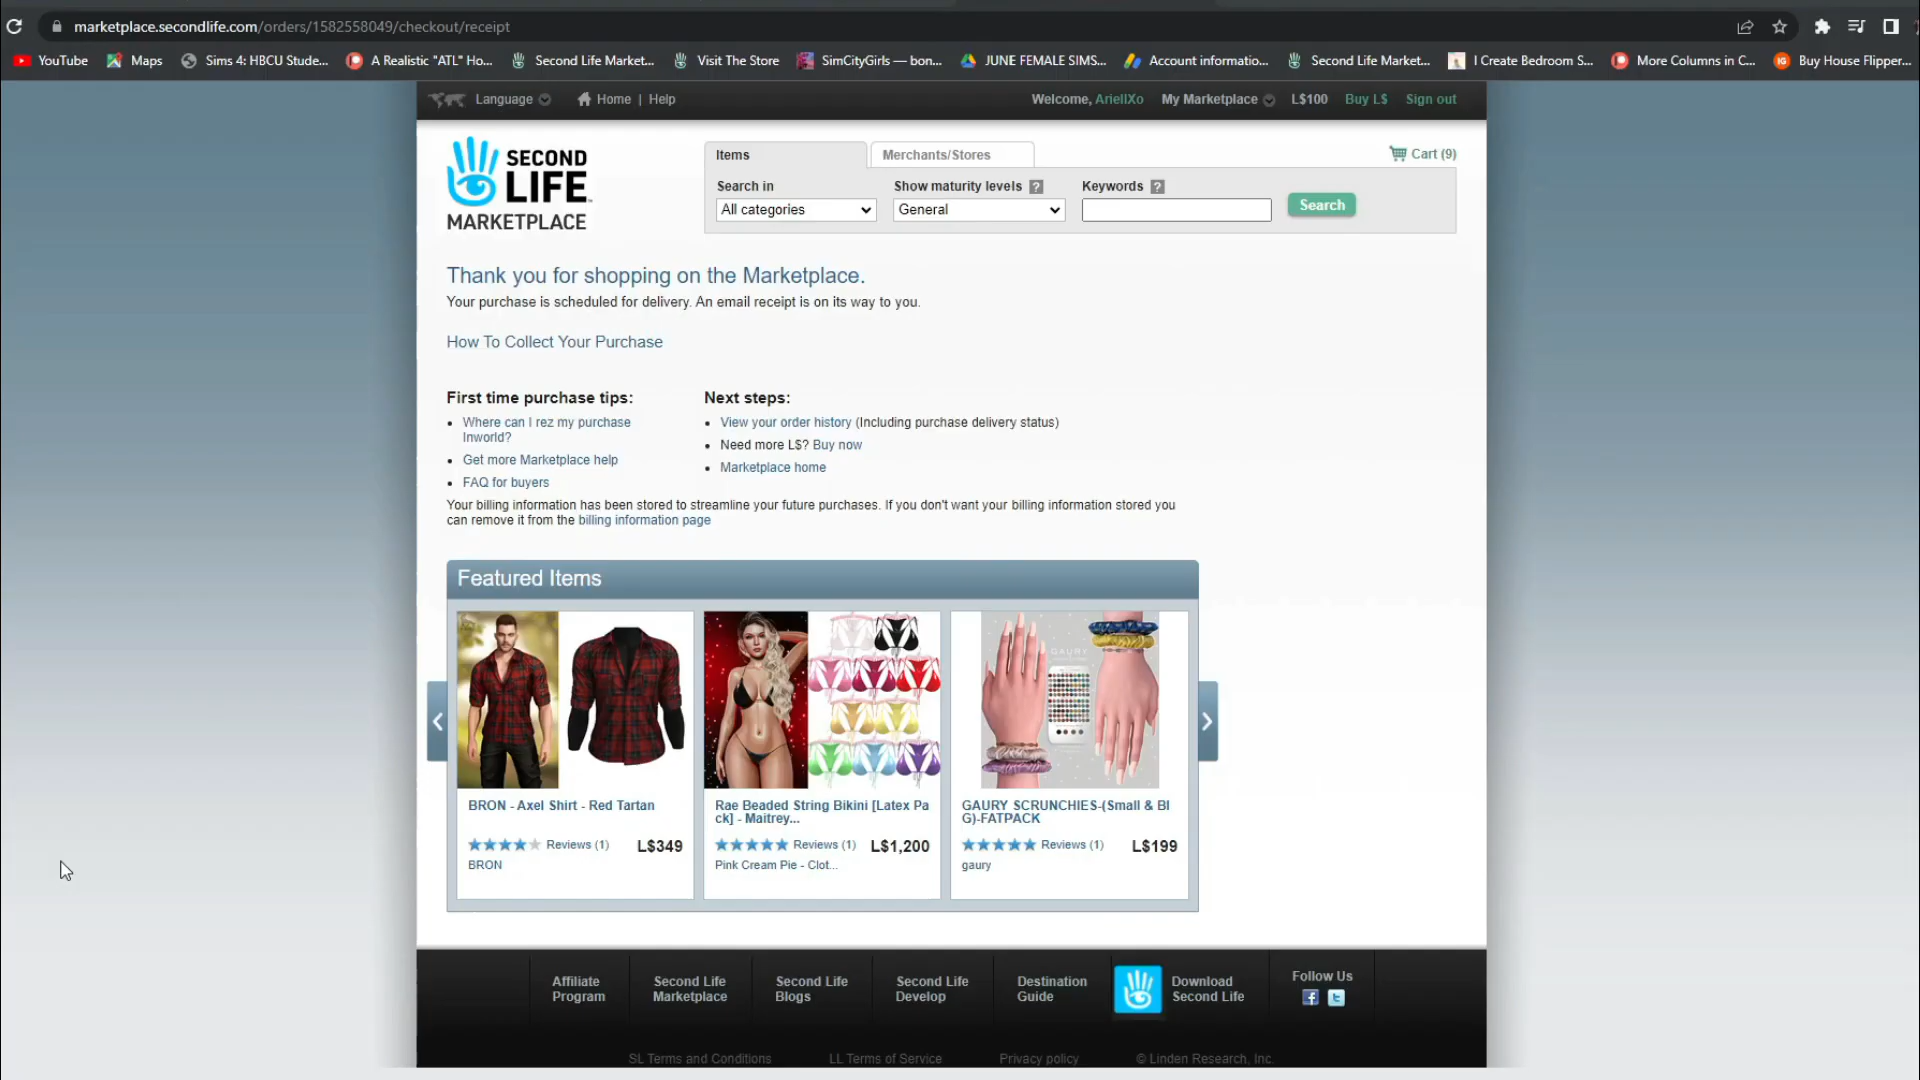 marketplace.secondlife.com/orders/1582558049/checkout/receipt
YouTube Maps Sims 4: HBCU Stude... A Realistic "ATL" Ho... Second Life Market... Visit The Store SimCityGirls — bon... JUNE FEMALE SIMS... Account informatio... Second Life Market... I Create Bedroom S... More Columns in C... Buy House Flipper...
Language Home | Help Welcome, AriellXo My Marketplace L$100 Buy L$ Sign out
SECOND
LIFE
MARKETPLACE
Items Merchants/Stores Cart (9)
Search in Show maturity levels ? Keywords ?
All categories General Search
Thank you for shopping on the Marketplace.
Your purchase is scheduled for delivery. An email receipt is on its way to you.
How To Collect Your Purchase
First time purchase tips:
Where can I rez my purchase
Inworld?
Get more Marketplace help
FAQ for buyers
Next steps:
View your order history (Including purchase delivery status)
Need more L$? Buy now
Marketplace home
Your billing information has been stored to streamline your future purchases. If you don't want your billing information stored you
can remove it from the billing information page
Featured Items
GAURY
BRON - Axel Shirt - Red Tartan
Reviews (1) L$349
BRON
Rae Beaded String Bikini [Latex Pa
ck] - Maitrey...
Reviews (1) L$1,200
Pink Cream Pie - Clot...
GAURY SCRUNCHIES-(Small & BI
G)-FATPACK
Reviews (1) L$199
gaury
Affiliate
Program
Second Life
Marketplace
Second Life
Blogs
Second Life
Develop
Destination
Guide
Download
Second Life
Follow Us
SL Terms and Conditions LL Terms of Service Privacy policy © Linden Research, Inc.